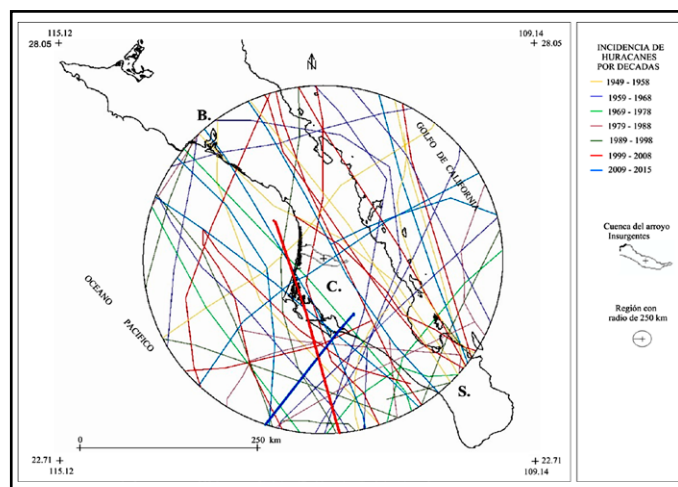 115.12
28.05
109.14
28.05
N
B.
GOLFO DE CALIFORNIA
C.
OCEANO
PACIFICO
S.
0
250 km
22.71
115.12
22.71
109.14
INCIDENCIA DE
HURACANES
POR DECADAS
1949 - 1958
1959 - 1968
1969 - 1978
1979 - 1988
1989 - 1998
1999 - 2008
2009 - 2015
Cuenca del arroyo
Insurgentes
Región con
radio de 250 km